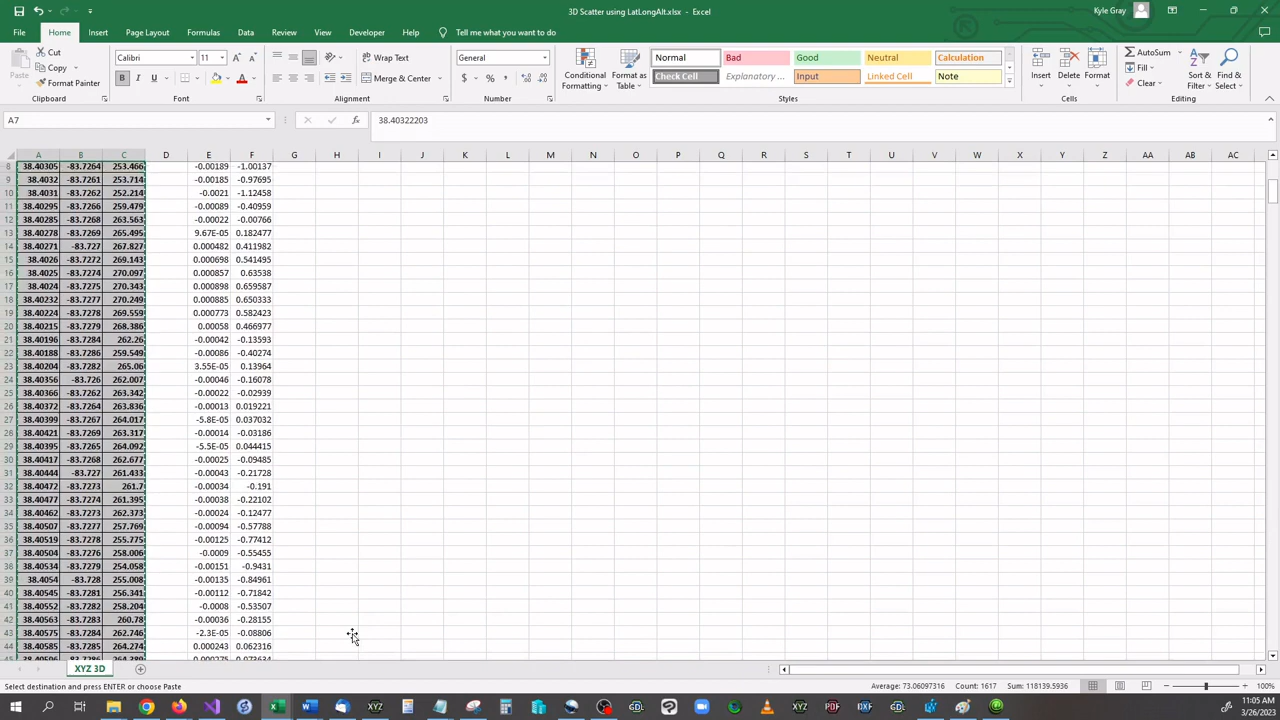 3D Scatter using LatLongAlt.xlsx - Excel
Kyle Gray
File Home Insert Page Layout Formulas Data Review View Developer Help Tell me what you want to do
Paste
Cut
Copy
Format Painter
Calibri 11
B I U
Wrap Text
Merge & Center
General
$ % ,
Conditional Formatting
Format as Table
Normal Bad Good Neutral Calculation
Check Cell Explanatory ... Input Linked Cell Note
Insert Delete Format
AutoSum
Fill
Clear
Sort & Filter
Find & Select
Clipboard Font Alignment Number Styles Cells Editing
A7 fx 38.40322203
A B C D E F G H I J K L M N O P Q R S T U V W X Y Z AA AB AC
8 38.40305 -83.7264 253.466 -0.00189 -1.00137
9 38.4032 -83.7261 253.714 -0.00185 -0.97695
10 38.4031 -83.7262 252.214 -0.0021 -1.12458
11 38.40295 -83.7266 259.479 -0.00089 -0.40959
12 38.40285 -83.7268 263.563 -0.00022 -0.00766
13 38.40278 -83.7269 265.495 9.67E-05 0.182477
14 38.40271 -83.727 267.827 0.000482 0.411982
15 38.4026 -83.7272 269.143 0.000698 0.541495
16 38.4025 -83.7274 270.097 0.000857 0.63538
17 38.4024 -83.7275 270.343 0.000898 0.659587
18 38.40232 -83.7277 270.249 0.000885 0.650333
19 38.40224 -83.7278 269.559 0.000773 0.582423
20 38.40215 -83.7279 268.386 0.00058 0.466977
21 38.40196 -83.7284 262.26 -0.00042 -0.13593
22 38.40188 -83.7286 259.549 -0.00086 -0.40274
23 38.40204 -83.7282 265.06 3.55E-05 0.13964
24 38.40356 -83.726 262.007 -0.00046 -0.16078
25 38.40366 -83.7262 263.342 -0.00022 -0.02939
26 38.40372 -83.7264 263.836 -0.00013 0.019221
27 38.40399 -83.7267 264.017 -5.8E-05 0.037032
28 38.40421 -83.7269 263.317 -0.00014 -0.03186
29 38.40395 -83.7268 264.092 -5.5E-05 0.044415
30 38.40417 -83.7268 262.677 -0.00025 -0.09485
31 38.40444 -83.727 261.433 -0.00043 -0.21728
32 38.40472 -83.7273 261.7 -0.00034 -0.191
33 38.40477 -83.7274 261.395 -0.00038 -0.22102
34 38.40462 -83.7273 262.373 -0.00024 -0.12477
35 38.40507 -83.7277 257.769 -0.00094 -0.57788
36 38.40519 -83.7278 255.775 -0.00125 -0.77412
37 38.40504 -83.7276 258.006 -0.0009 -0.55455
38 38.40534 -83.7279 254.058 -0.00151 -0.9431
39 38.4054 -83.728 255.008 -0.00135 -0.84961
40 38.40545 -83.7281 256.341 -0.00112 -0.71842
41 38.40552 -83.7282 258.204 -0.0008 -0.53507
42 38.40563 -83.7283 260.78 -0.00036 -0.28155
43 38.40575 -83.7284 262.746 -2.3E-05 -0.08806
44 38.40585 -83.7285 264.274 0.000243 0.062316
45 38.40596 -83.7286 264.389 0.000275 0.073634
XYZ 3D
Select destination and press ENTER or choose Paste
Average: 73.06097316 Count: 1617 Sum: 118139.5936
100%
11:05 AM
3/26/2023